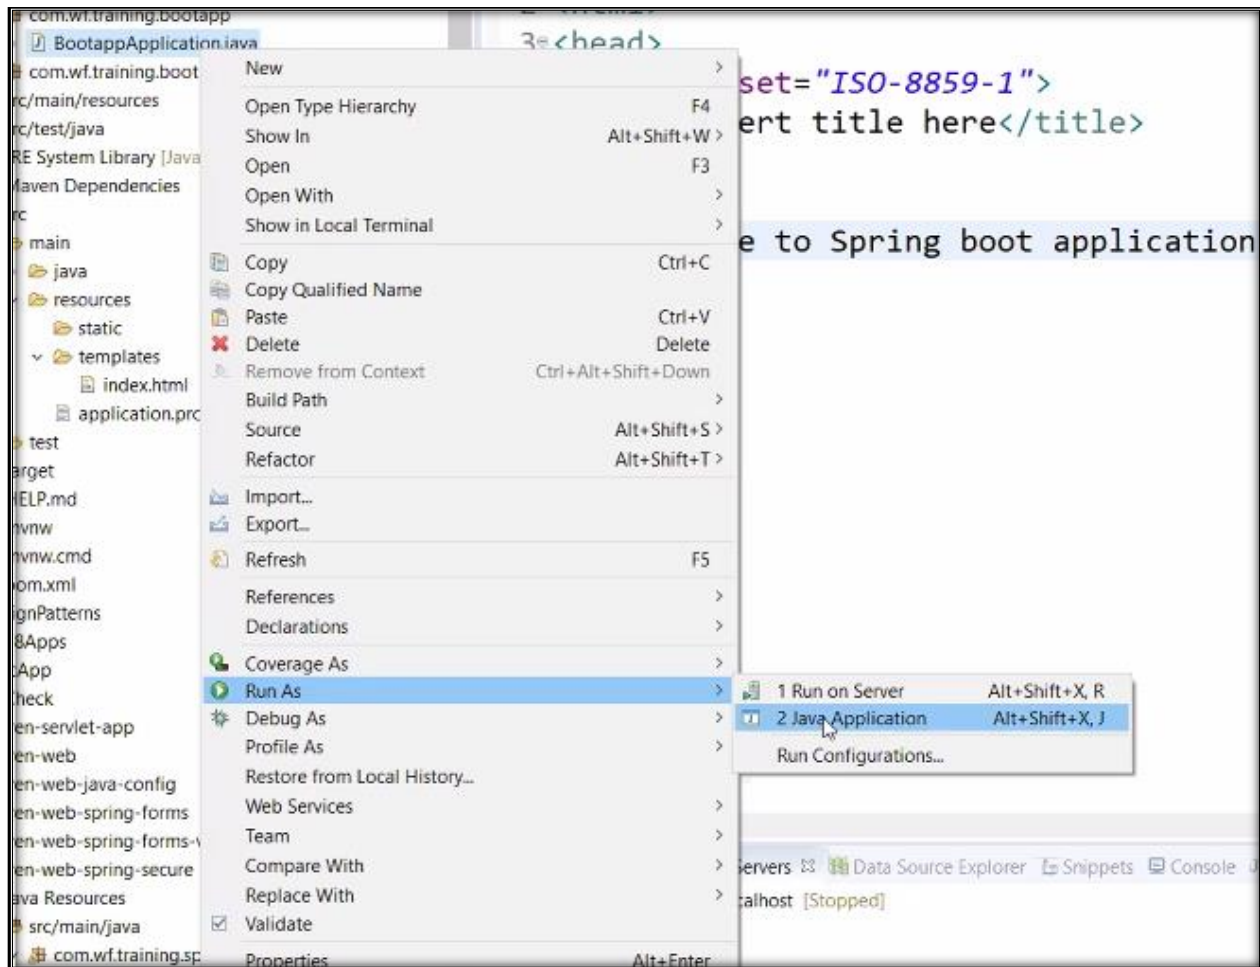 com.wf.training.bootapp
BootappApplication.java
com.wf.training.boot
rc/main/resources
rc/test/java
RE System Library [Java
Maven Dependencies
rc
main
java
resources
static
templates
index.html
application.pro
test
arget
HELP.md
nvnw
nvnw.cmd
om.xml
ignPatterns
8Apps
App
heck
en-servlet-app
en-web
en-web-java-config
en-web-spring-forms
en-web-spring-forms-v
en-web-spring-secure
ava Resources
src/main/java
com.wf.training.sp
New
Open Type Hierarchy F4
Show In Alt+Shift+W >
Open F3
Open With
Show in Local Terminal
Copy Ctrl+C
Copy Qualified Name
Paste Ctrl+V
Delete Delete
Remove from Context Ctrl+Alt+Shift+Down
Build Path
Source Alt+Shift+S >
Refactor Alt+Shift+T >
Import...
Export...
Refresh F5
References
Declarations
Coverage As
Run As
Debug As
Profile As
Restore from Local History...
Web Services
Team
Compare With
Replace With
Validate
Properties Alt+Enter
1 Run on Server Alt+Shift+X, R
2 Java Application Alt+Shift+X, J
Run Configurations...
2 <html>
3 <head>
set="ISO-8859-1">
ert title here</title>
e to Spring boot application
ervers Data Source Explorer Snippets Console
alhost [Stopped]